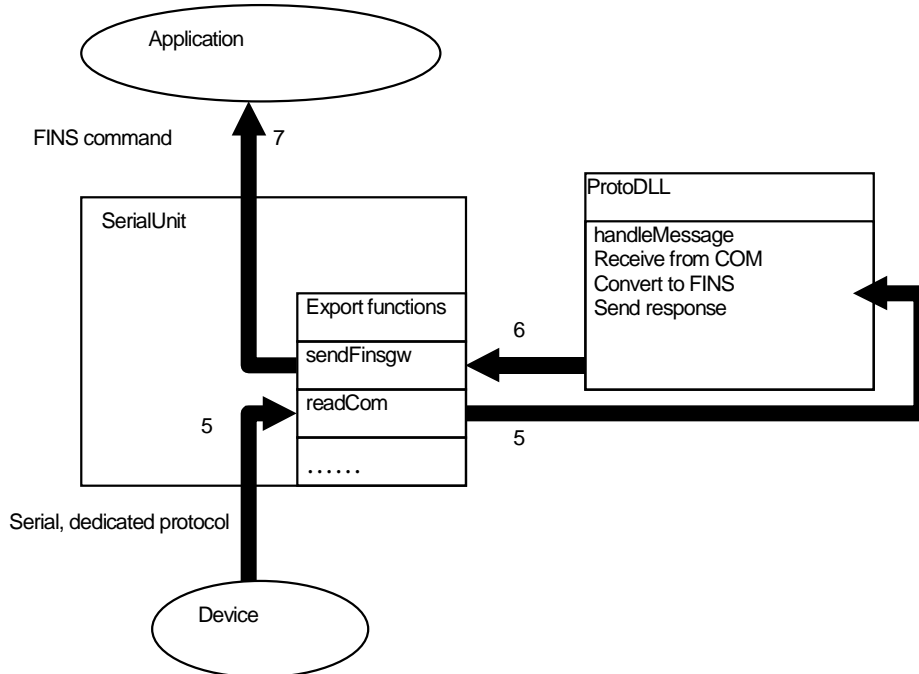 Application
FINS command
7
ProtoDLL
SerialUnit
handleMessage
Receive from COM
Convert to FINS
Send response
Export functions
6
sendFinsgw
readCom
5
5
……
Serial, dedicated protocol
Device